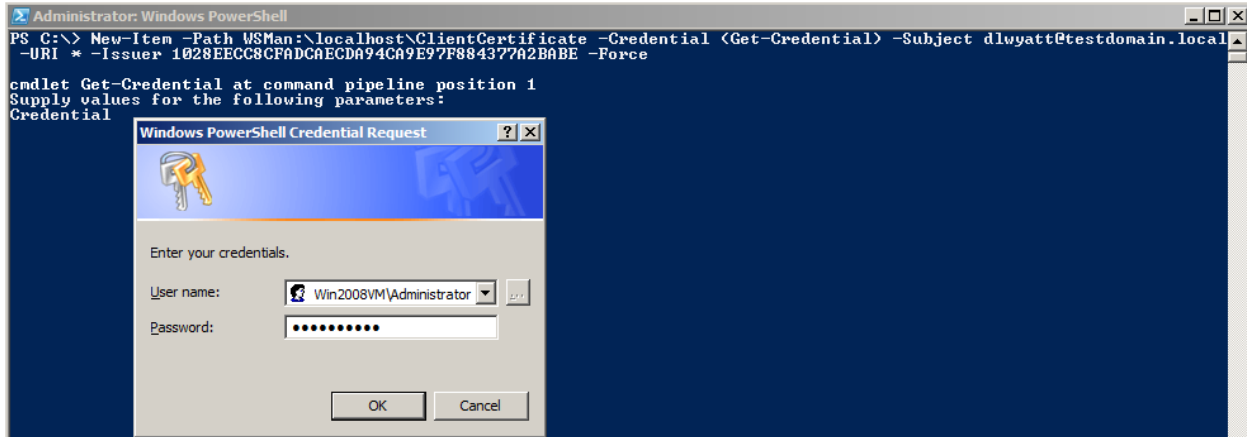 Administrator: Windows PowerShell
PS C:\> New-Item -Path WSMan:\localhost\ClientCertificate -Credential (Get-Credential) -Subject dlwyatt@testdomain.local
-URI * -Issuer 1028EECC8CFADCAECDA94CA9E97F884377A2BABE -Force
cmdlet Get-Credential at command pipeline position 1
Supply values for the following parameters:
Credential
Windows PowerShell Credential Request
Enter your credentials.
User name: Win2008VM\Administrator ...
Password: ●●●●●●●●●●
OK Cancel